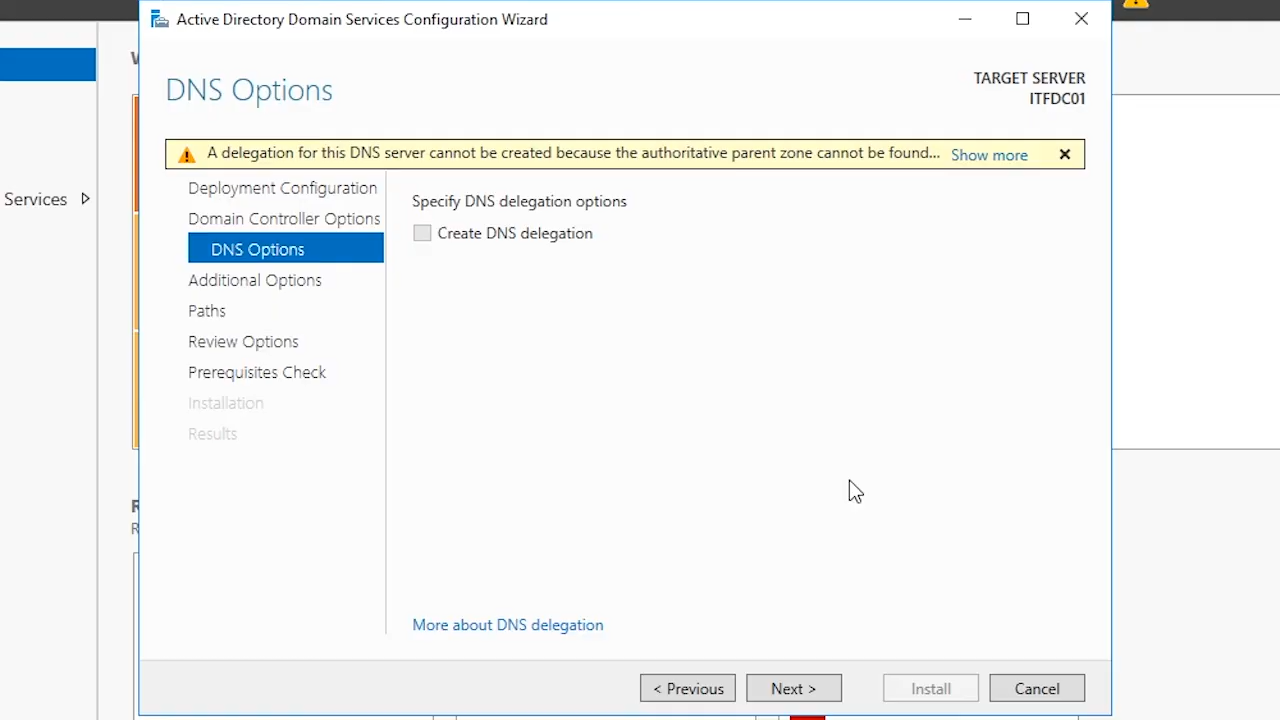 Active Directory Domain Services Configuration Wizard
DNS Options
TARGET SERVER
ITFDC01
A delegation for this DNS server cannot be created because the authoritative parent zone cannot be found... Show more
Deployment Configuration
Domain Controller Options
DNS Options
Additional Options
Paths
Review Options
Prerequisites Check
Installation
Results
Specify DNS delegation options
Create DNS delegation
More about DNS delegation
< Previous
Next >
Install
Cancel
Services